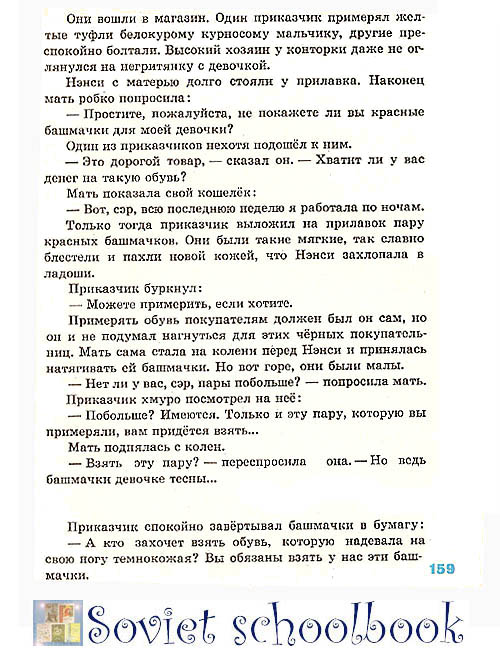 Они вошли в магазин. Один приказчик примерял жёл-
тые туфли белокурому курносому мальчику, другие пре-
спокойно болтали. Высокий хозяин у конторки даже не ог-
лянулся на негритянку с девочкой.
Нэнси с матерью долго стояли у прилавка. Наконец
мать робко попросила:
— Простите, пожалуйста, не покажете ли вы красные
башмачки для моей девочки?
Один из приказчиков нехотя подошёл к ним.
— Это дорогой товар, — сказал он. — Хватит ли у вас
денег на такую обувь?
Мать показала свой кошелёк:
— Вот, сэр, всю последнюю неделю я работала по ночам.
Только тогда приказчик выложил на прилавок пару
красных башмачков. Они были такие мягкие, так славно
блестели и пахли новой кожей, что Нэнси захлопала в
ладоши.
Приказчик буркнул:
— Можете примерить, если хотите.
Примерять обувь покупателям должен был он сам, но
он и не подумал нагнуться для этих чёрных покупатель-
ниц. Мать сама стала на колени перед Нэнси и принялась
натягивать ей башмачки. Но вот горе, они были малы.
— Нет ли у вас, сэр, пары побольше? — попросила мать.
Приказчик хмуро посмотрел на неё:
— Побольше? Имеются. Только и эту пару, которую вы
примеряли, вам придётся взять...
Мать поднялась с колен.
— Взять эту пару? — переспросила она. — Но ведь
башмачки девочке тесны...
Приказчик спокойно завёртывал башмачки в бумагу:
— А кто захочет взять обувь, которую надевала на
свою ногу темнокожая? Вы обязаны взять у нас эти баш-
мачки.
159
Soviet schoolbook